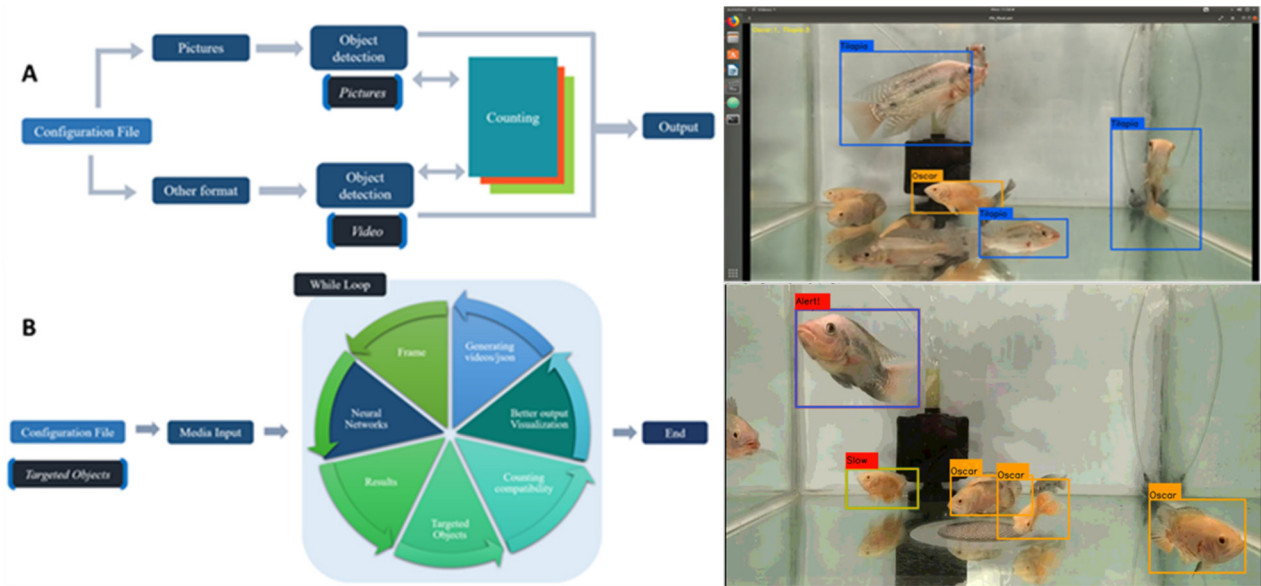 A
Configuration File
Pictures
Object
detection
Pictures
Other format
Object
detection
Video
Counting
Output
B
While Loop
Configuration File
Targeted Objects
Media Input
Frame
Generating
videos/json
Neural
Networks
Better output
Visualization
Results
Counting
compatibility
Targeted
Objects
End
Tilapia
Tilapia
Oscar
Tilapia
Alert!
Slow
Oscar
Oscar
Oscar